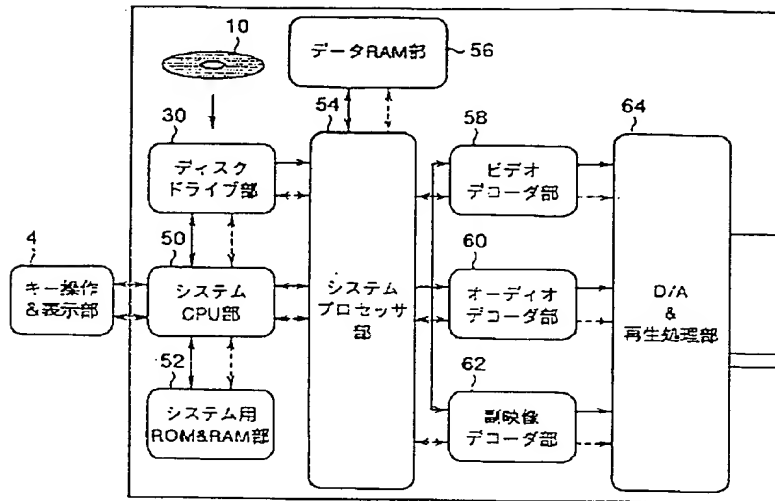 10
データRAM部
56
30
54
58
64
ディスク
ドライブ部
ビデオ
デコーダ部
4
50
60
キー操作
&表示部
システム
CPU部
システム
プロセッサ
部
オーディオ
デコーダ部
D/A
&
再生処理部
52
62
システム用
ROM&RAM部
副映像
デコーダ部